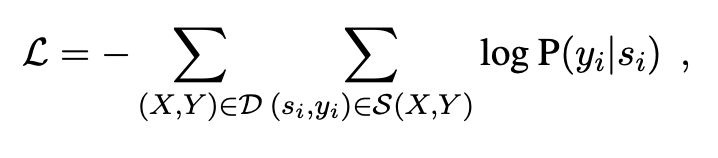 ℒ = − ∑_{(X,Y)∈𝒟} ∑_{(s_i,y_i)∈𝒮(X,Y)} log P(y_i|s_i) ,